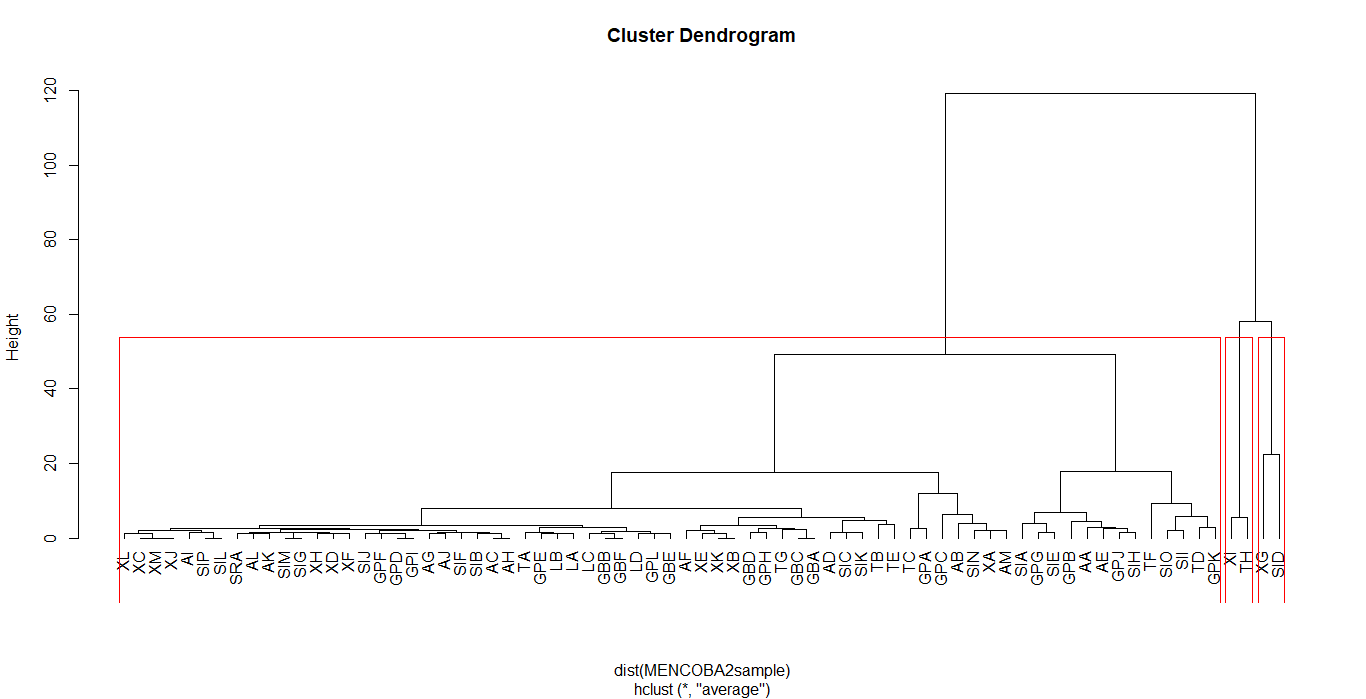 Cluster Dendrogram
Height
0
20
40
60
80
100
120
XL
XC
XM
XJ
AI
SIP
SIL
SRA
AL
AK
SIM
SIG
XH
XD
XF
SIJ
GPF
GPD
GPI
AG
AJ
SIF
SIB
AC
AH
TA
GPE
LB
LA
LC
GBB
GBF
LD
GPL
GBE
AF
XE
XK
XB
GBD
GPH
TG
GBC
GBA
AD
SIC
SIK
TB
TE
TC
GPA
GPC
AB
SIN
XA
AM
SIA
GPG
SIE
GPB
AA
AE
GPJ
SIH
TF
SIO
SII
TD
GPK
XI
TH
XG
SID
dist(MENCOBA2sample)
hclust (*, "average")